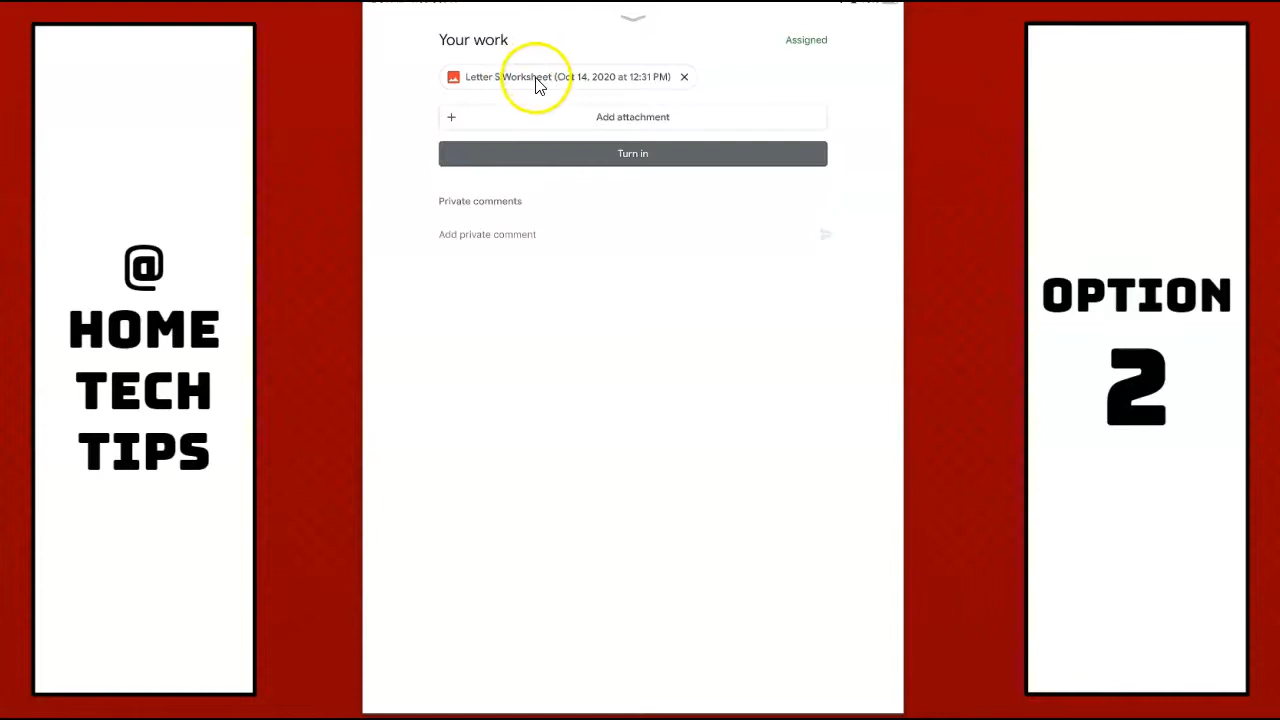 Your work
Assigned
Letter S Worksheet (Oct 14, 2020 at 12:31 PM)
Add attachment
Turn in
Private comments
Add private comment
@
HOME
TECH
TIPS
OPTION
2